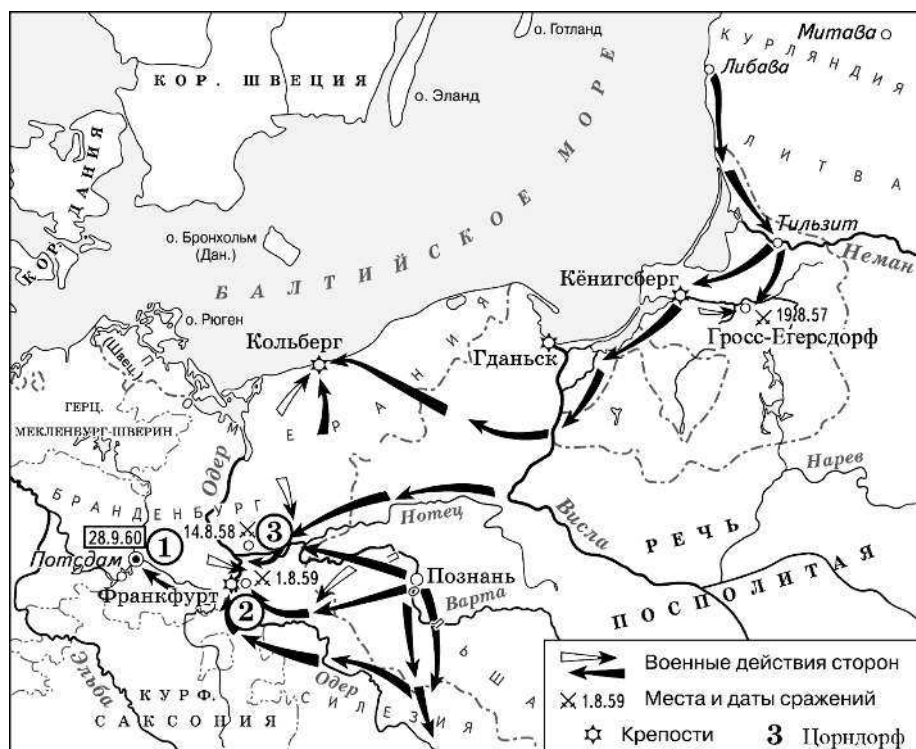 о. Готланд
КУРЛЯНДИЯ
Митава
Либава
КОР. ШВЕЦИЯ
о. Эланд
БАЛТИЙСКОЕ МОРЕ
ЛИТВА
КОР. ДАНИЯ
о. Бронхольм
(Дан.)
Тильзит
Неман
Кёнигсберг
19.8.57
Гросс-Егерсдорф
о. Рюген
Кольберг
Гданьск
(Швец.)
ПОМЕРАНИЯ
ГЕРЦ.
МЕКЛЕНБУРГ-ШВЕРИН
Одер
Нарев
БРАНДЕНБУРГ
Нотец
Висла
РЕЧЬ
ПОСПОЛИТАЯ
14.8.58
3
28.9.60
1
Потсдам
Франкфурт
1.8.59
2
Познань
Варта
Эльба
КУРФ.
САКСОНИЯ
Одер
СИЛЕЗИЯ
ЬША
Военные действия сторон
1.8.59 Места и даты сражений
Крепости
3 Цорндорф